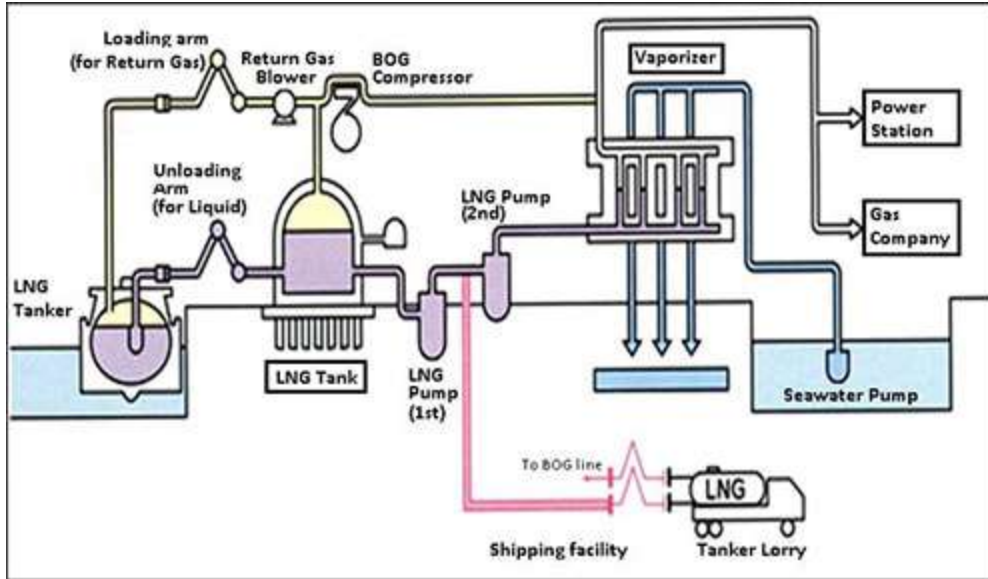 Loading arm
(for Return Gas)
Return Gas
Blower
BOG
Compressor
Vaporizer
Power
Station
Unloading
Arm
(for Liquid)
LNG Pump
(2nd)
Gas
Company
LNG
Tanker
LNG Tank
LNG
Pump
(1st)
Seawater Pump
To BOG line
LNG
Shipping facility
Tanker Lorry